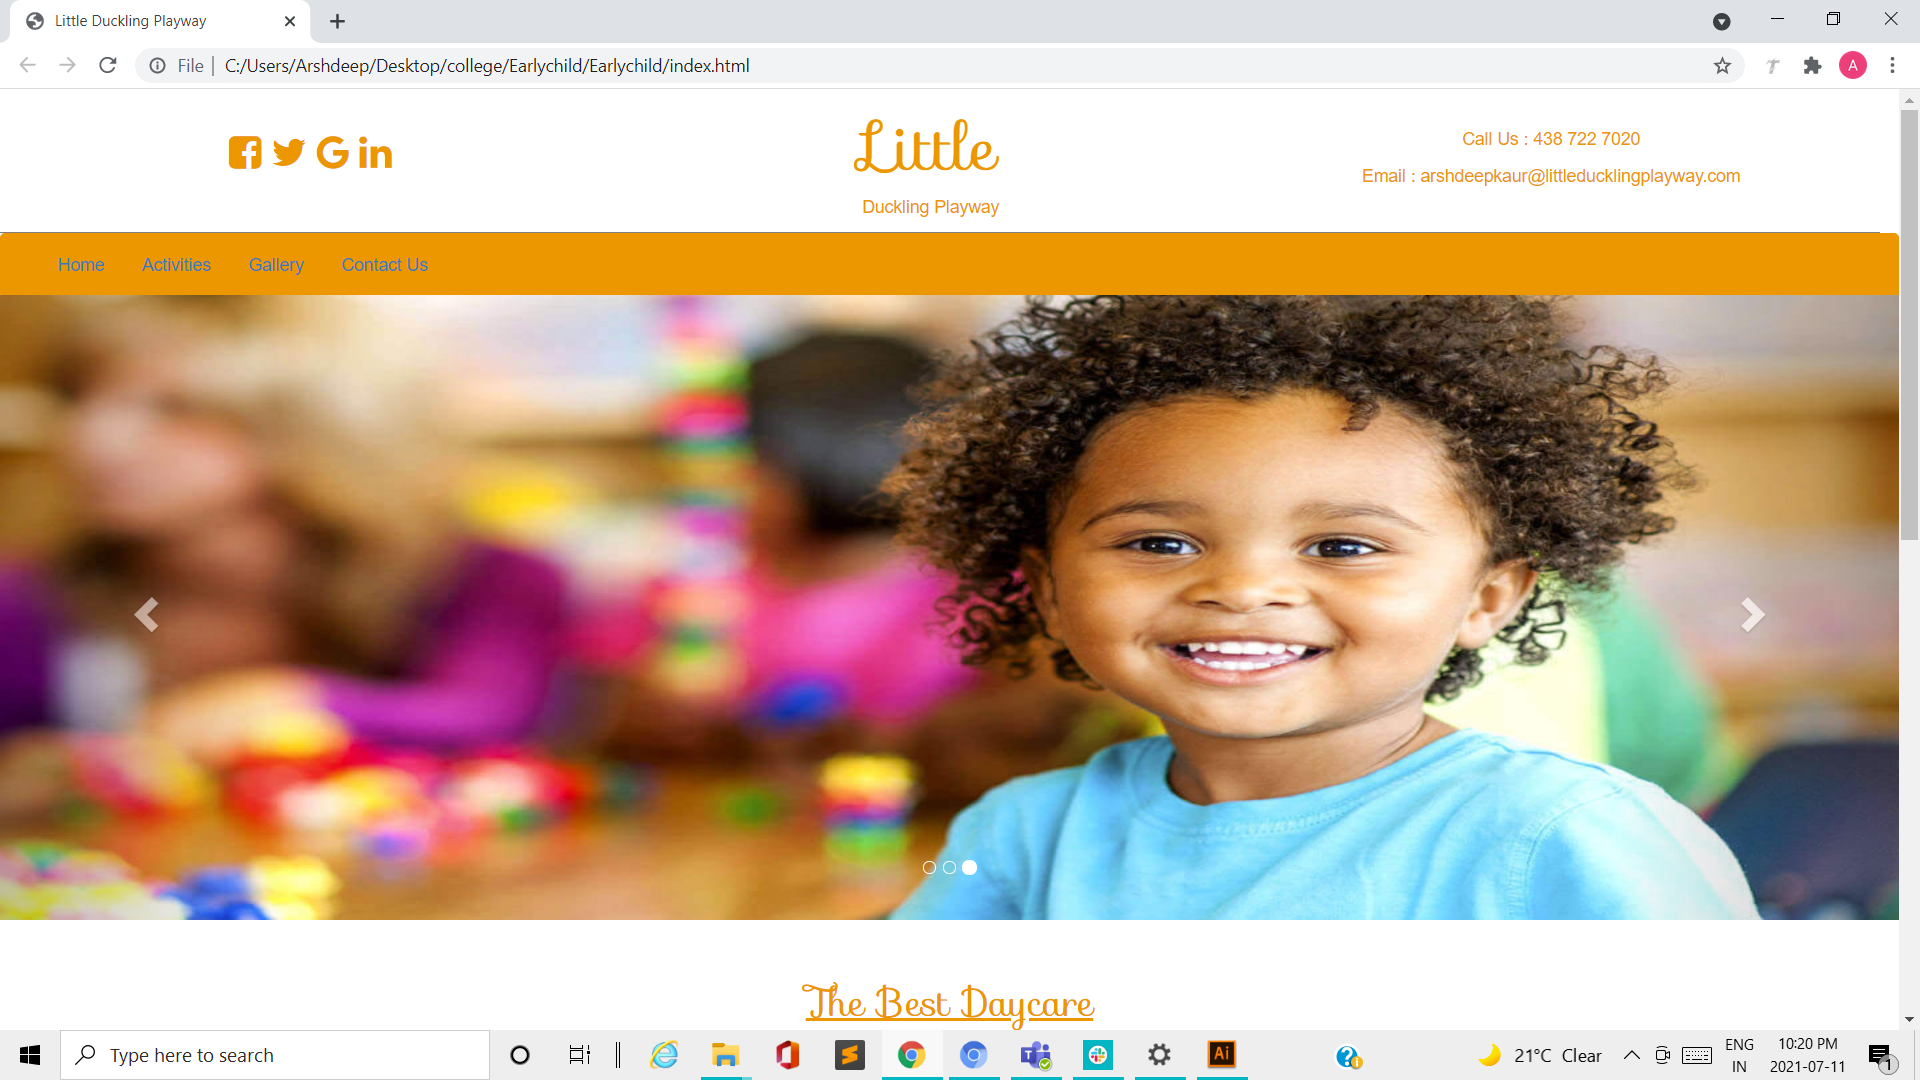 Little Duckling Playway
File | C:/Users/Arshdeep/Desktop/college/Earlychild/Earlychild/index.html
A
Little
Duckling Playway
Call Us : 438 722 7020
Email : arshdeepkaur@littleducklingplayway.com
Home Activities Gallery Contact Us
The Best Daycare
Type here to search
Ai
21°C Clear
ENG
IN
10:20 PM
2021-07-11
1